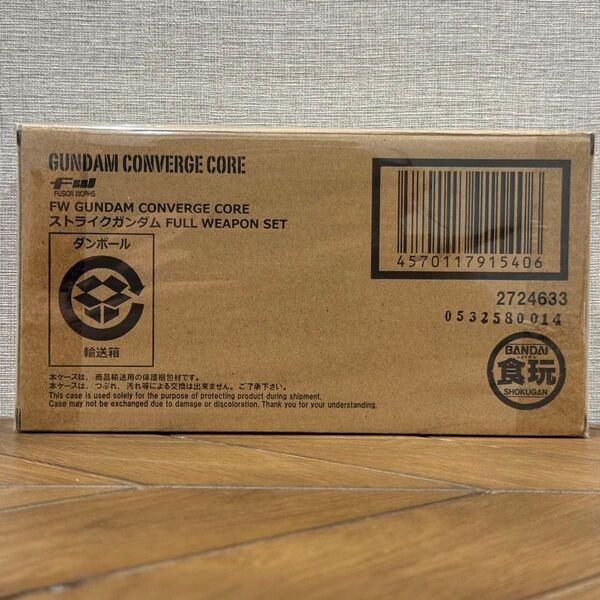 GUNDAM CONVERGE CORE
FW
FUSION WORKS
FW GUNDAM CONVERGE CORE
ストライクガンダム FULL WEAPON SET
ダンボール
輸送箱
4570117915406
2724633
0532580014
BANDAI
しょくがん
食玩
SHOKUGAN
本ケースは、商品輸送用の保護梱包材です。
本ケースは、つぶれ、汚れ等による交換は出来ません。ご了承下さい。
This case is used solely for the purpose of protecting product during shipment.
Case may not be exchanged due to damage or discoloration. Thank you for your understanding.